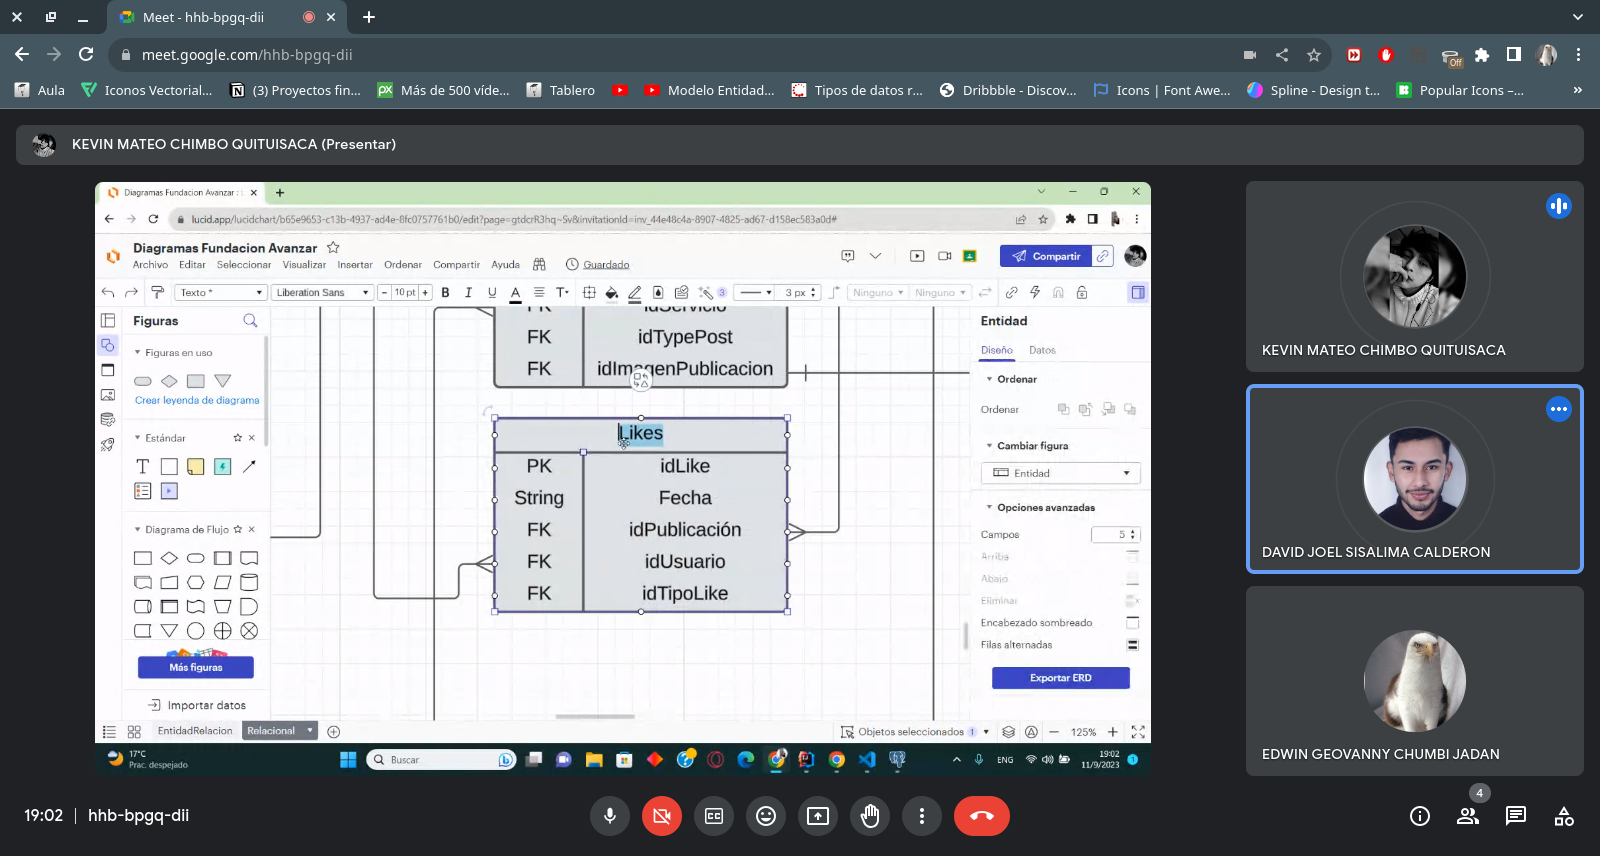 Meet - hhb-bpgq-dii
meet.google.com/hhb-bpgq-dii
Off
Aula
Iconos Vectorial...
(3) Proyectos fin...
Más de 500 víde...
Tablero
Modelo Entidad...
Tipos de datos r...
Dribbble - Discov...
Icons | Font Awe...
Spline - Design t...
Popular Icons –...
»
KEVIN MATEO CHIMBO QUITUISACA (Presentar)
Diagramas Fundacion Avanzar :
lucid.app/lucidchart/b65e9653-c13b-4937-ad4e-8fc0757761b0/edit?page=gtdcrR3hq~Sv&invitationId=inv_44e48c4a-8907-4825-ad67-d158ec583a0d#
Diagramas Fundacion Avanzar
Archivo Editar Seleccionar Visualizar Insertar Ordenar Compartir Ayuda Guardado
Compartir
Texto *
Liberation Sans
− 10 pt +
B I U A T
3
3 px
Ninguno
Ninguno
Figuras
Figuras en uso
Crear leyenda de diagrama
Estándar
T
Diagrama de Flujo
Más figuras
Importar datos
FK idServicio
FK idTypePost
FK idImagenPublicacion
Likes
PK idLike
String Fecha
FK idPublicación
FK idUsuario
FK idTipoLike
Entidad
Diseño Datos
Ordenar
Ordenar
Cambiar figura
Entidad
Opciones avanzadas
Campos 5
Arriba
Abajo
Eliminar
Encabezado sombreado
Filas alternadas
Exportar ERD
EntidadRelacion
Relacional
Objetos seleccionados 1
− 125% +
17°C
Prac. despejado
Buscar
ENG
19:02
11/9/2023
1
KEVIN MATEO CHIMBO QUITUISACA
DAVID JOEL SISALIMA CALDERON
EDWIN GEOVANNY CHUMBI JADAN
19:02 | hhb-bpgq-dii
CC
4